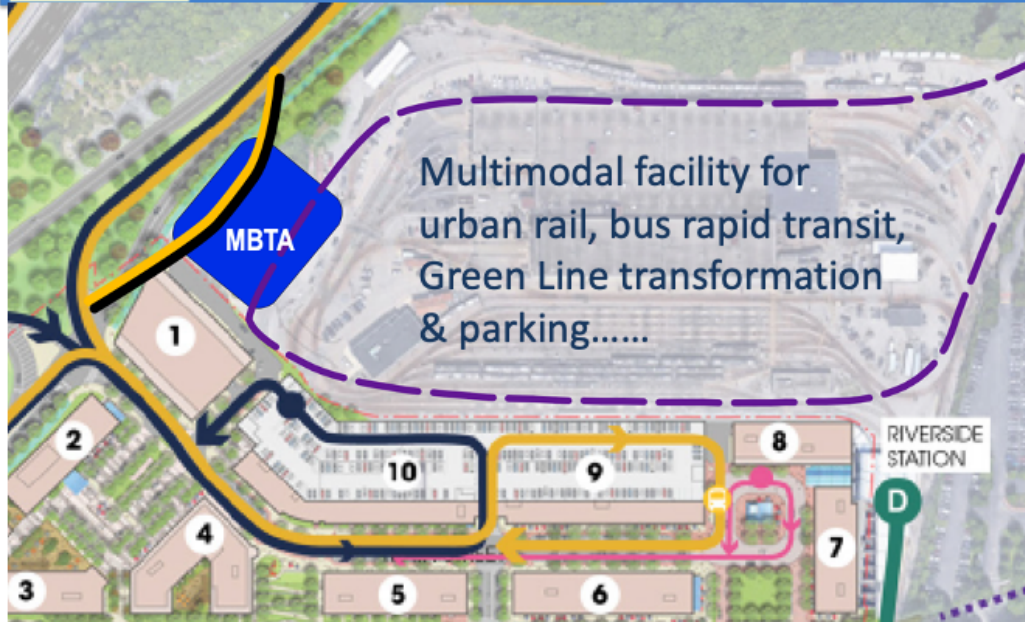 Multimodal facility for
urban rail, bus rapid transit,
Green Line transformation
& parking......
MBTA
1
2
3
4
5
6
7
8
9
10
RIVERSIDE
STATION
D